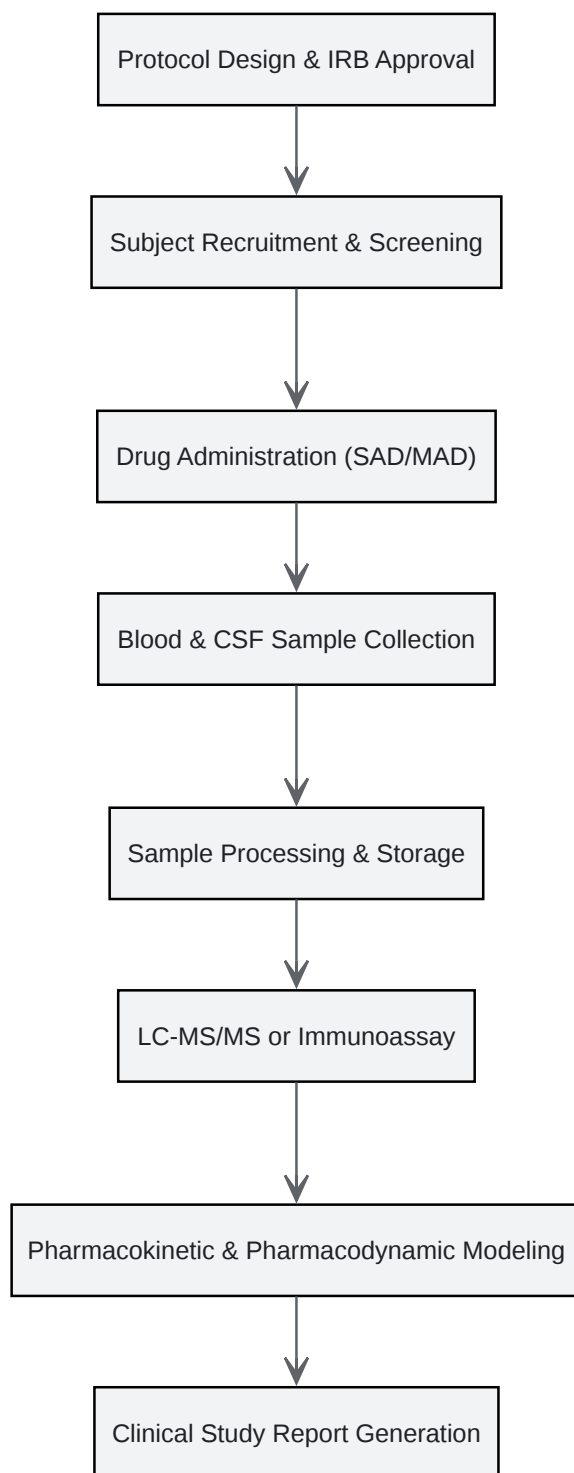 Protocol Design & IRB Approval
Subject Recruitment & Screening
Drug Administration (SAD/MAD)
Blood & CSF Sample Collection
Sample Processing & Storage
LC-MS/MS or Immunoassay
Pharmacokinetic & Pharmacodynamic Modeling
Clinical Study Report Generation